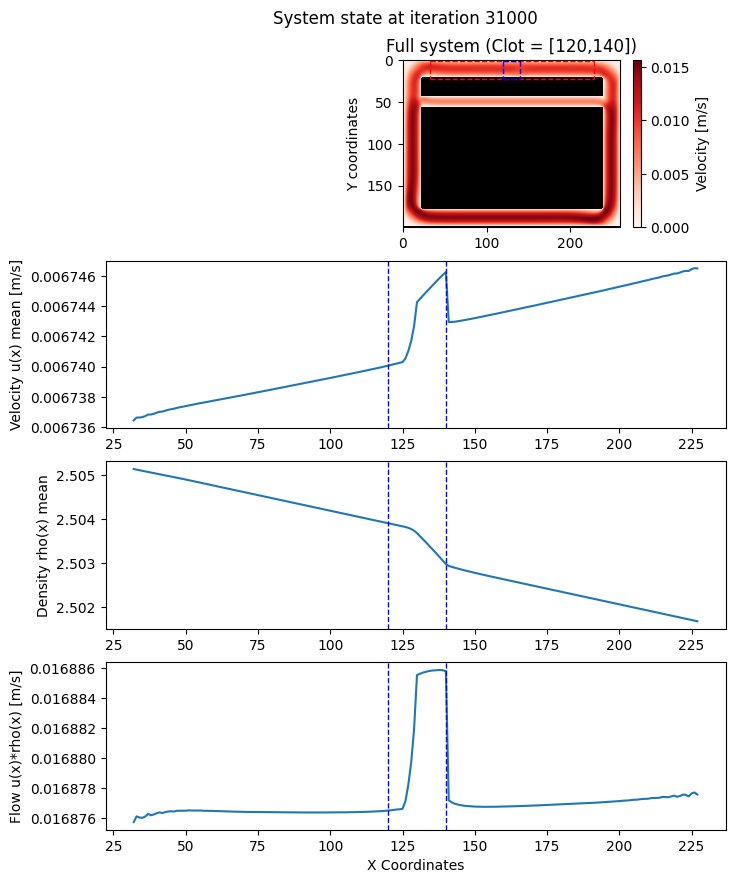 System state at iteration 31000
Full system (Clot = [120,140])
0
50
100
150
Y coordinates
0
100
200
0.015
0.010
0.005
0.000
Velocity [m/s]
0.006746
0.006744
0.006742
0.006740
0.006738
0.006736
Velocity u(x) mean [m/s]
25 50 75 100 125 150 175 200 225
2.505
2.504
2.503
2.502
Density rho(x) mean
25 50 75 100 125 150 175 200 225
0.016886
0.016884
0.016882
0.016880
0.016878
0.016876
Flow u(x)*rho(x) [m/s]
25 50 75 100 125 150 175 200 225
X Coordinates